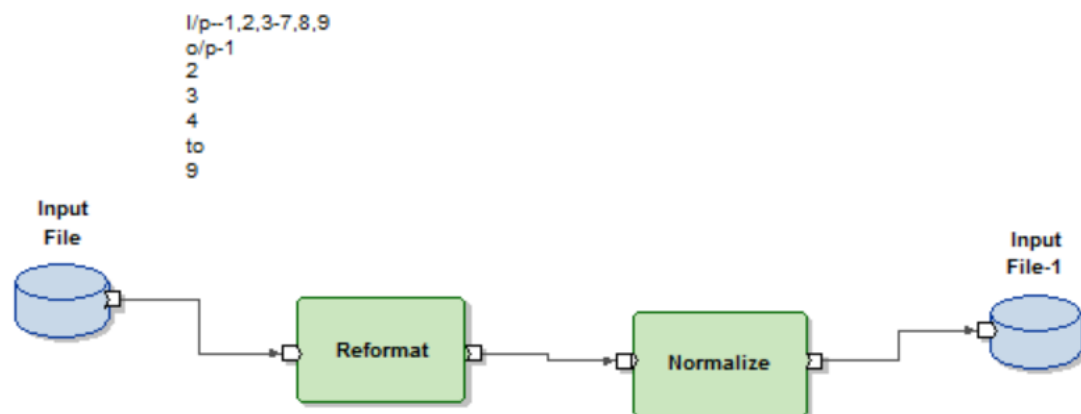 I/p--1,2,3-7,8,9
o/p-1
2
3
4
to
9
Input
File
Reformat
Normalize
Input
File-1